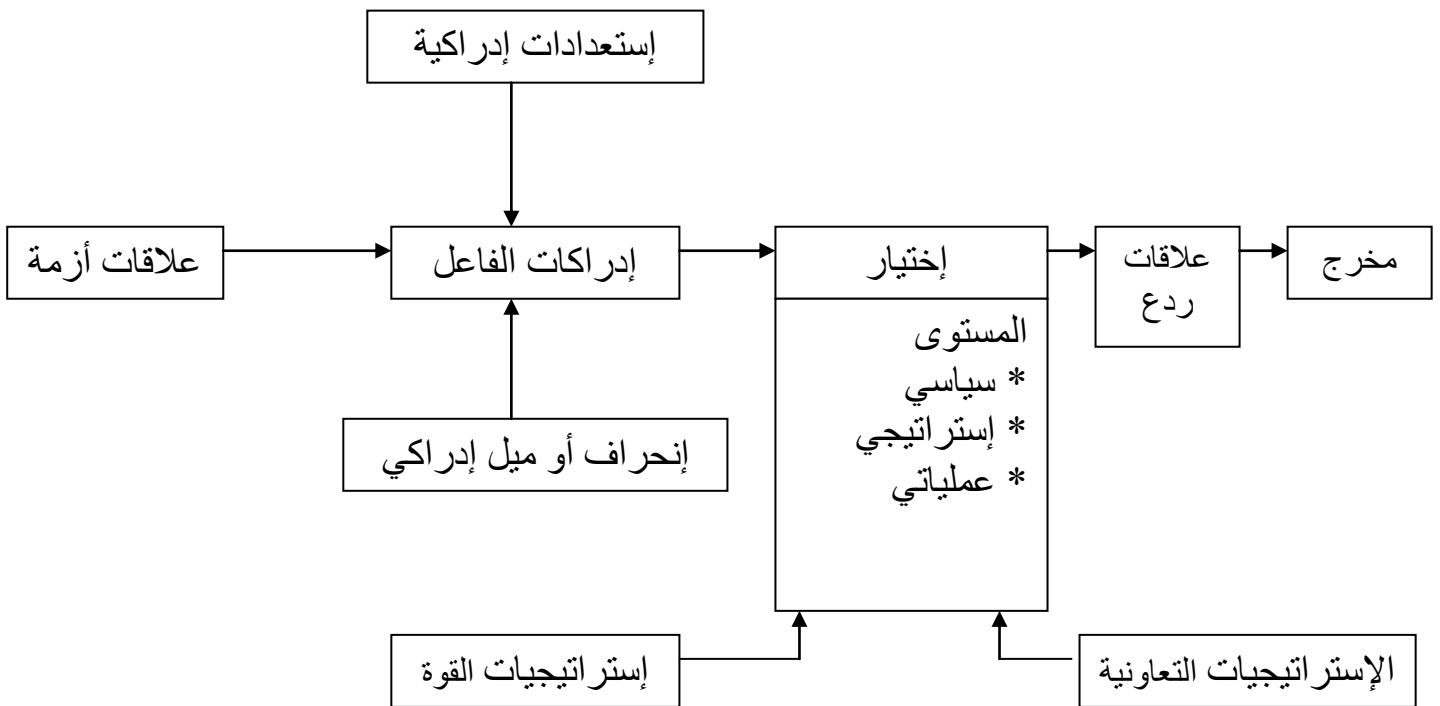 إستعدادات إدراكية
علاقات أزمة
إدراكات الفاعل
إختيار
علاقات
ردع
مخرج
المستوى
* سياسي
* إستراتيجي
* عملياتي
إنحراف أو ميل إدراكي
إستراتيجيات القوة
الإستراتيجيات التعاونية